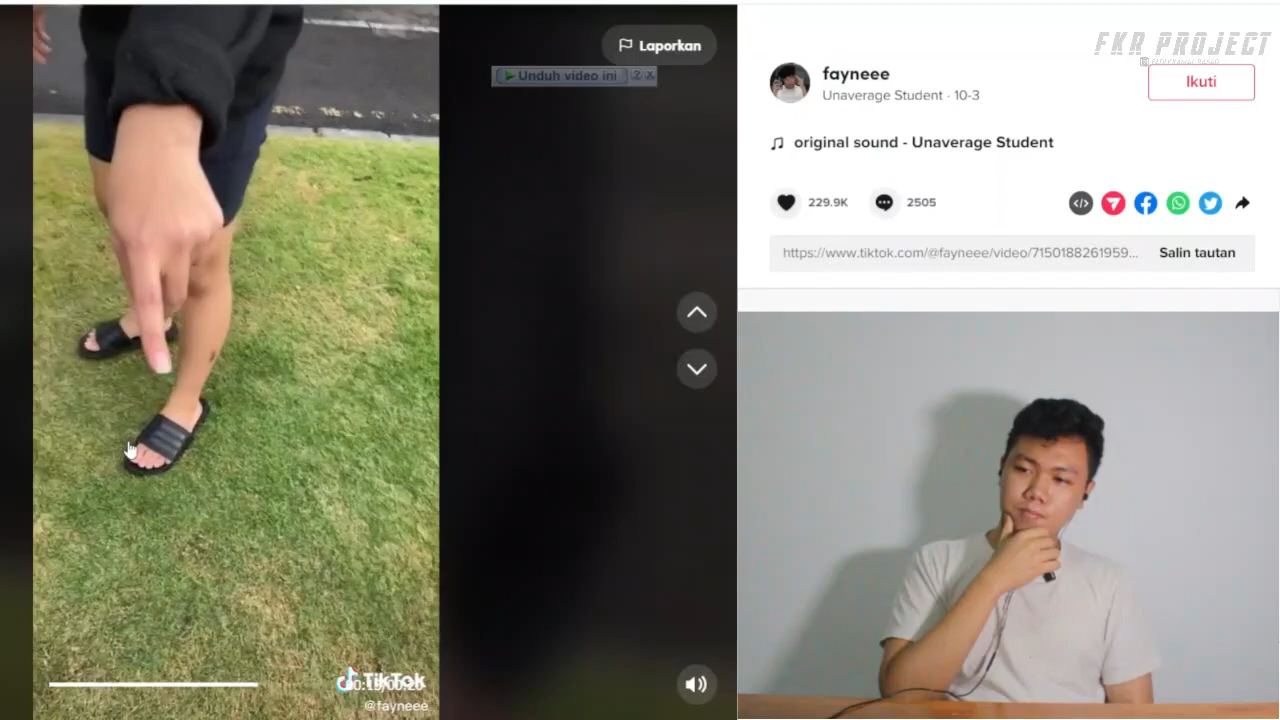 Laporkan
Unduh video ini
? X
TikTok
@fayneee
FKR PROJECT
fayneee
Unaverage Student · 10-3
Ikuti
original sound - Unaverage Student
229.9K
2505
https://www.tiktok.com/@fayneee/video/7150188261959...
Salin tautan